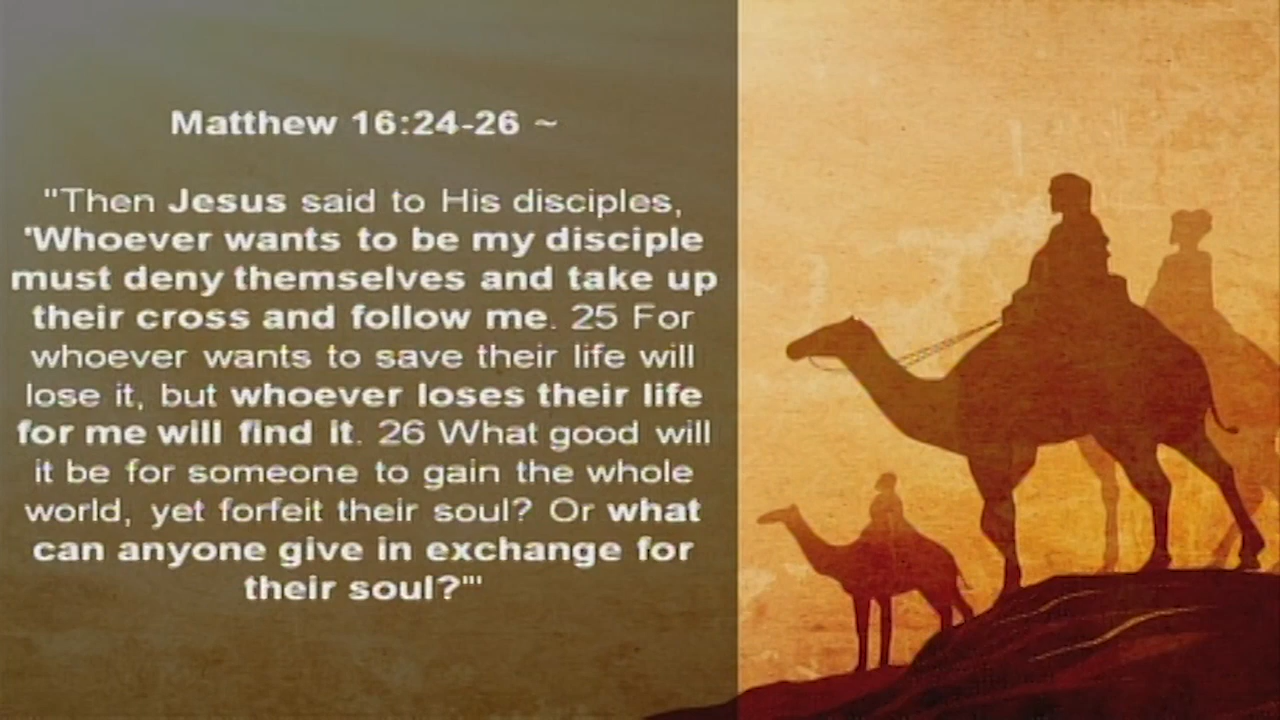 Matthew 16:24-26 ~
"Then Jesus said to His disciples,
'Whoever wants to be my disciple
must deny themselves and take up
their cross and follow me. 25 For
whoever wants to save their life will
lose it, but whoever loses their life
for me will find it. 26 What good will
it be for someone to gain the whole
world, yet forfeit their soul? Or what
can anyone give in exchange for
their soul?'"